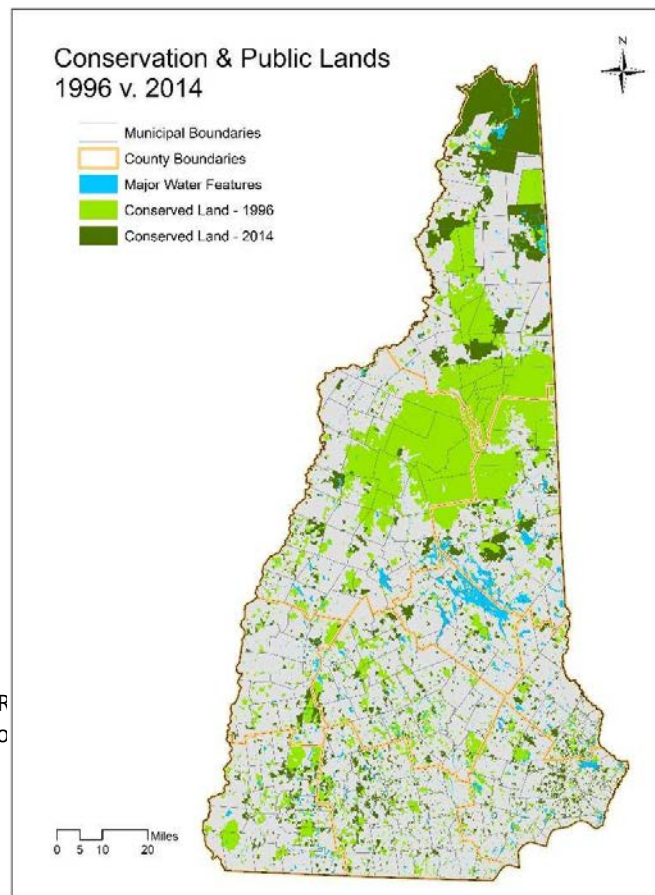 Conservation & Public Lands
1996 v. 2014
N
Municipal Boundaries
County Boundaries
Major Water Features
Conserved Land - 1996
Conserved Land - 2014
R
Miles
0 5 10 20